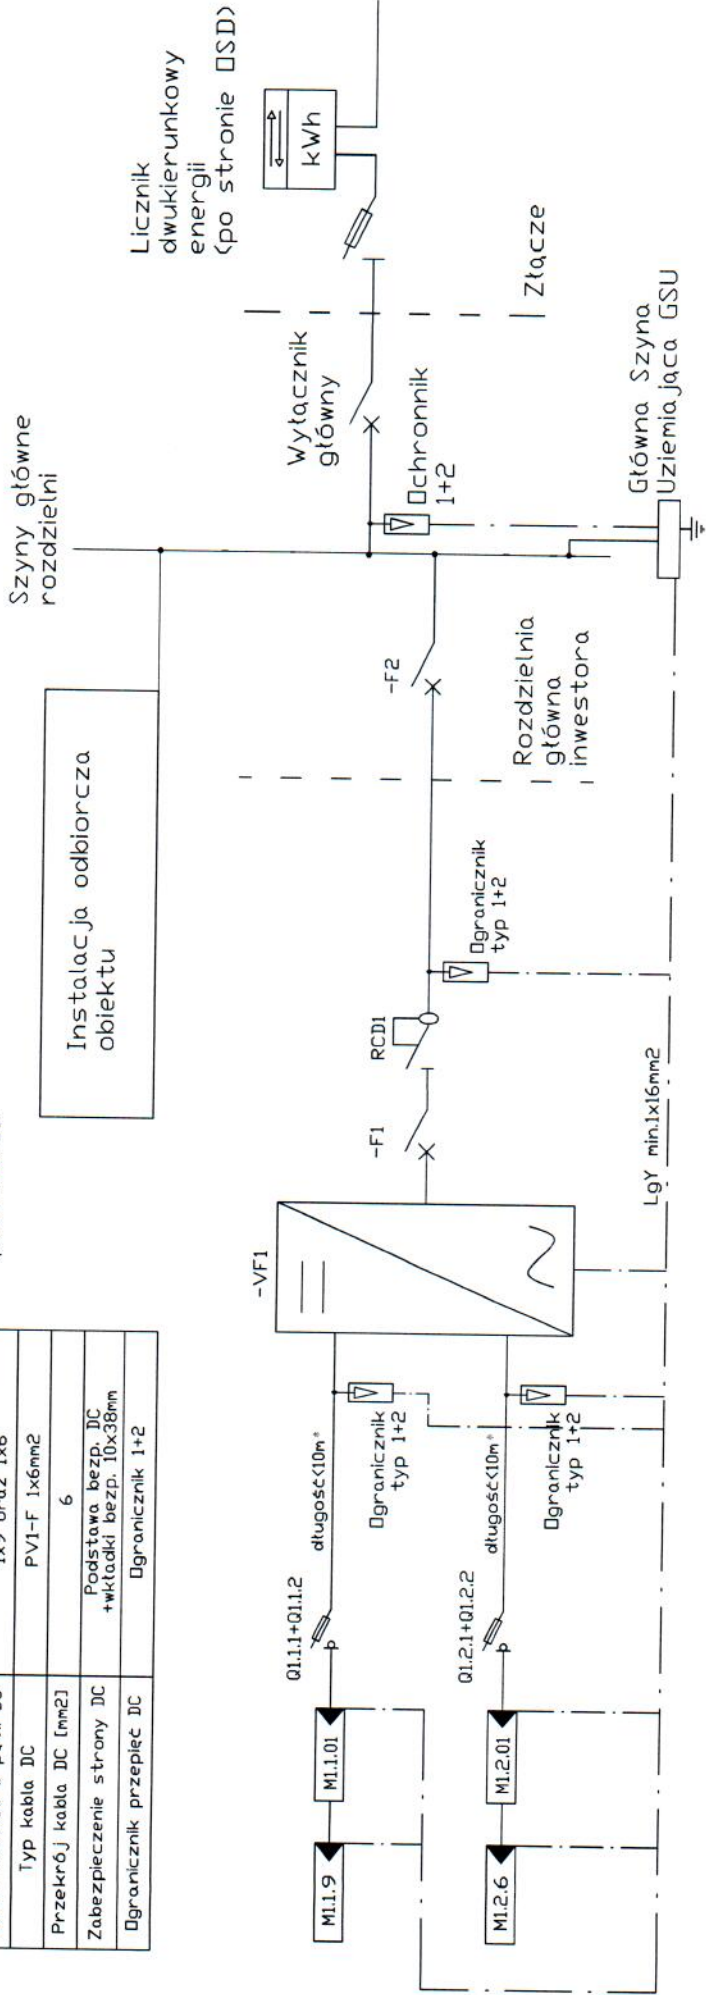 1x9 oraz 1x6
Typ kabla DC
PV1-F 1x6mm2
Przekrój kabla DC [mm2]
6
Zabezpieczenie strony DC
Podstawa bezp. DC
+wkładki bezp. 10x38mm
Ogranicznik przepięć DC
Ogranicznik 1+2
Instalacja odbiorcza
obiektu
Szyny główne
rozdzielni
Licznik
dwukierunkowy
energii
(po stronie OSD)
kWh
Wyłącznik
główny
Złącze
Ochronnik
1+2
Główna Szyna
Uziemiająca GSU
-F2
Rozdzielnia
główna
inwestora
Ogranicznik
typ 1+2
RCD1
-F1
-VF1
LgY min.1x16mm2
Q1.1.1+Q1.1.2
długość<10m*
Ogranicznik
typ 1+2
M1.1.9
M1.1.01
Q1.2.1+Q1.2.2
długość<10m*
Ogranicznik
typ 1+2
M1.2.6
M1.2.01